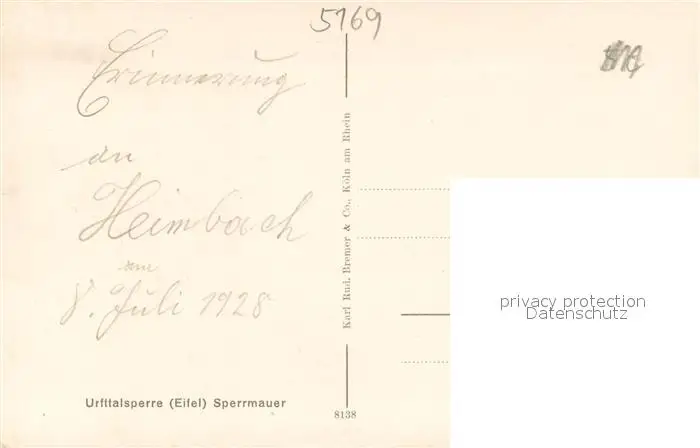 5169
Erinnerung
an
Heimbach
am
8. Juli 1928
Urfttalsperre (Eifel) Sperrmauer
Karl Rud. Bremer & Co., Köln am Rhein
8138
privacy protection
Datenschutz